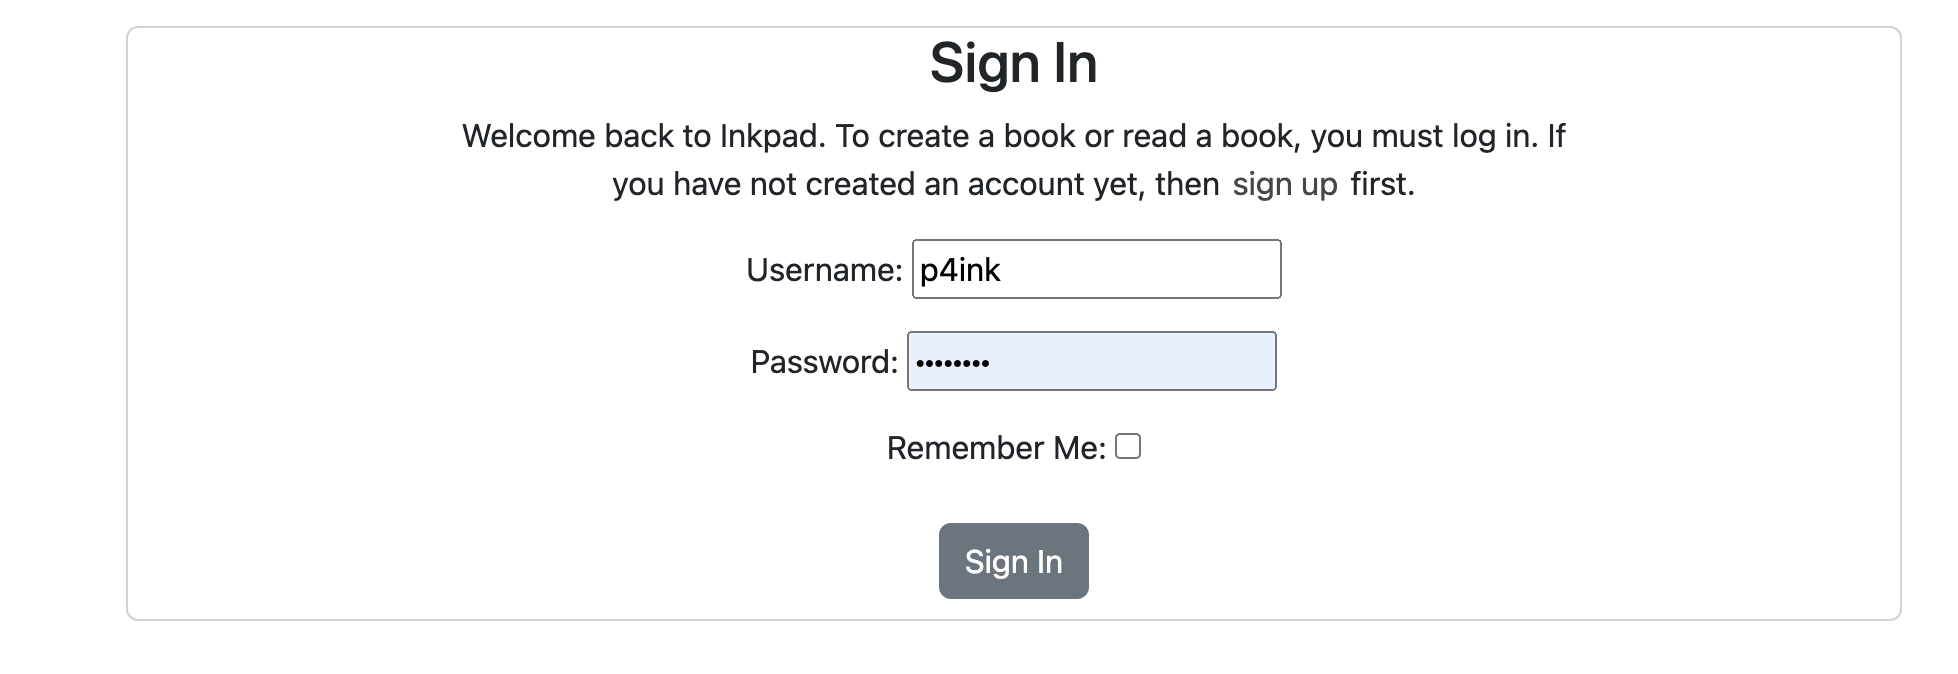 Sign In
Welcome back to Inkpad. To create a book or read a book, you must log in. If
you have not created an account yet, then sign up first.
Username: p4ink
Password: ••••••••
Remember Me:
Sign In